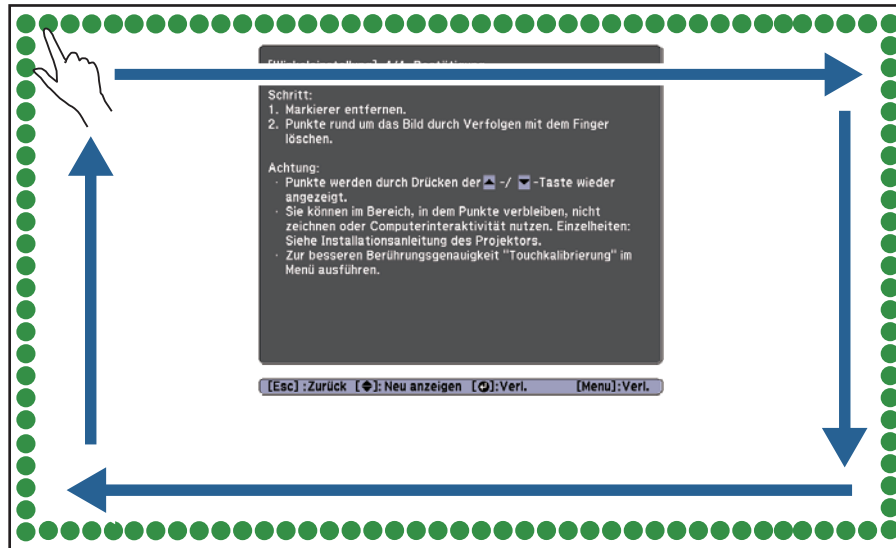 Schritt:
1. Markierer entfernen.
2. Punkte rund um das Bild durch Verfolgen mit dem Finger
löschen.
Achtung:
· Punkte werden durch Drücken der ▲ -/ ▼ -Taste wieder
angezeigt.
· Sie können im Bereich, in dem Punkte verbleiben, nicht
zeichnen oder Computerinteraktivität nutzen. Einzelheiten:
Siehe Installationsanleitung des Projektors.
· Zur besseren Berührungsgenauigkeit "Touchkalibrierung" im
Menü ausführen.
[Esc] :Zurück [◆]: Neu anzeigen [⏎]:Verl. [Menu]:Verl.